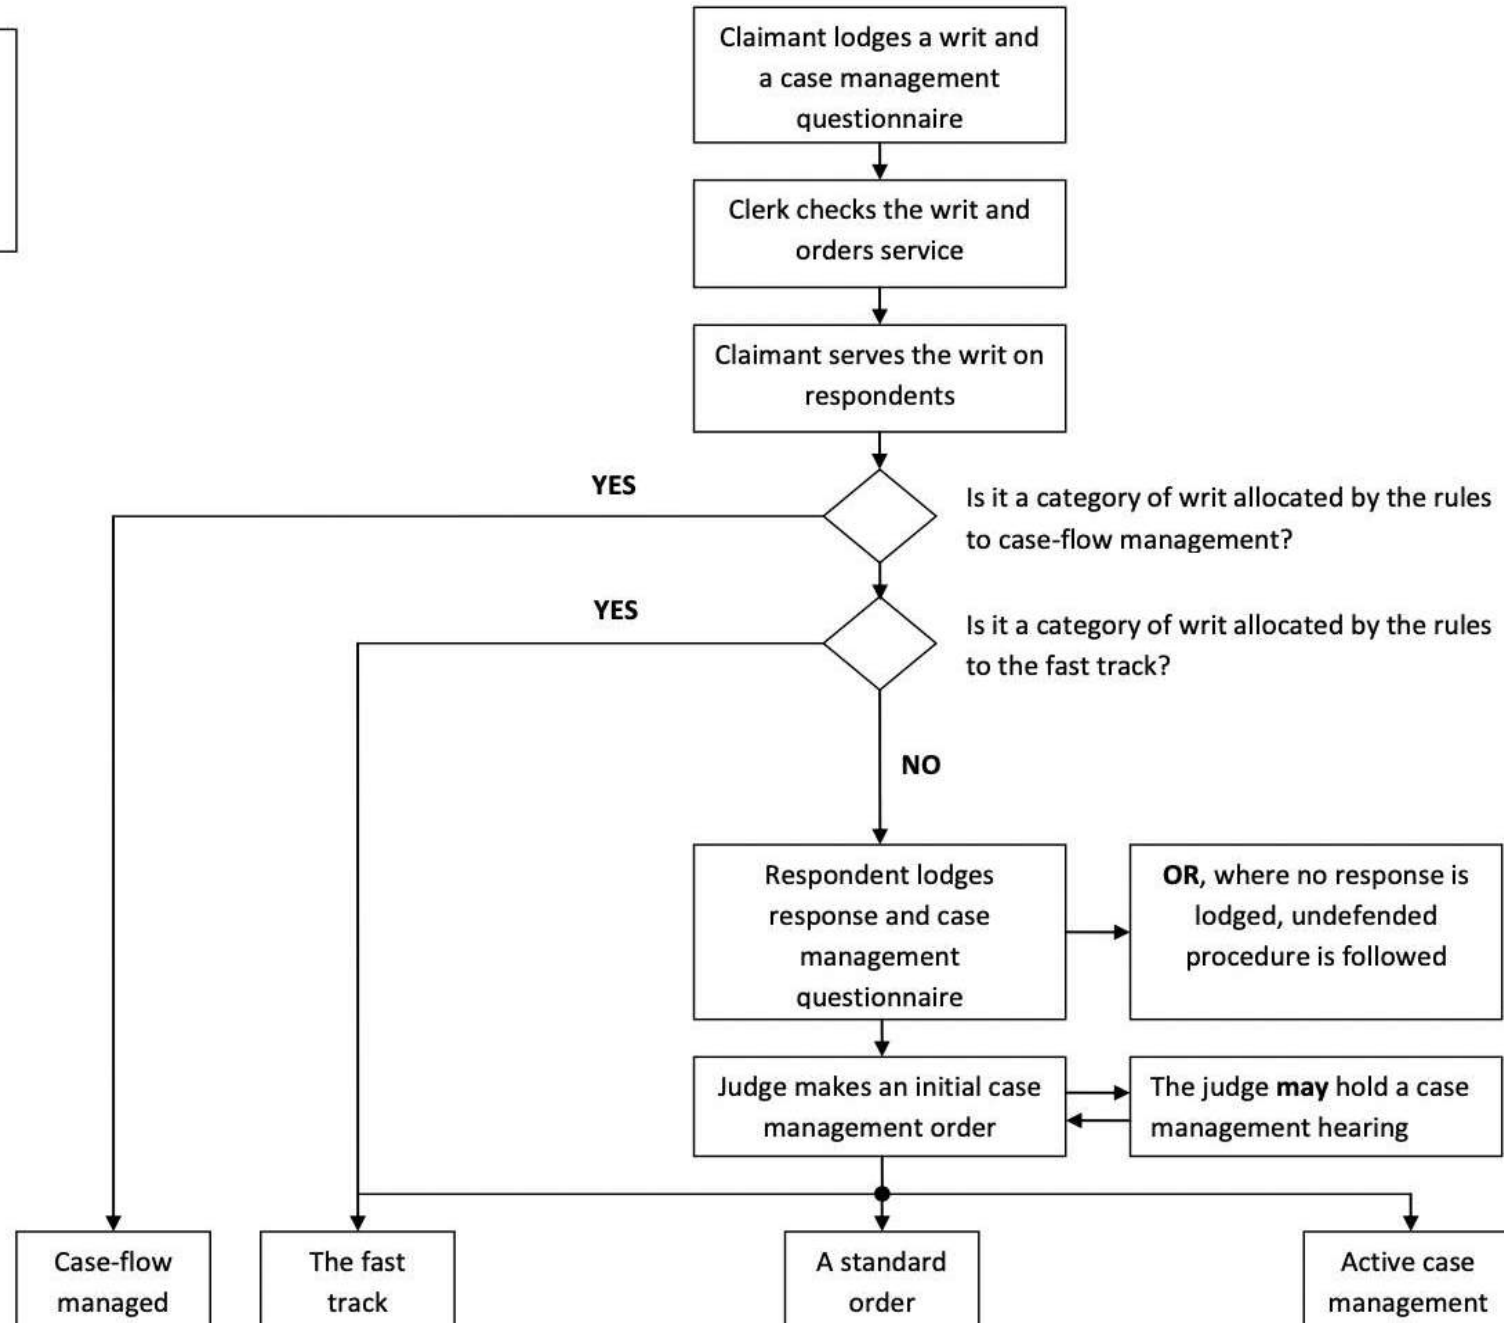 Claimant lodges a writ and
a case management
questionnaire
Clerk checks the writ and
orders service
Claimant serves the writ on
respondents
YES
Is it a category of writ allocated by the rules
to case-flow management?
YES
Is it a category of writ allocated by the rules
to the fast track?
NO
Respondent lodges
response and case
management
questionnaire
OR, where no response is
lodged, undefended
procedure is followed
Judge makes an initial case
management order
The judge may hold a case
management hearing
Case-flow
managed
The fast
track
A standard
order
Active case
management